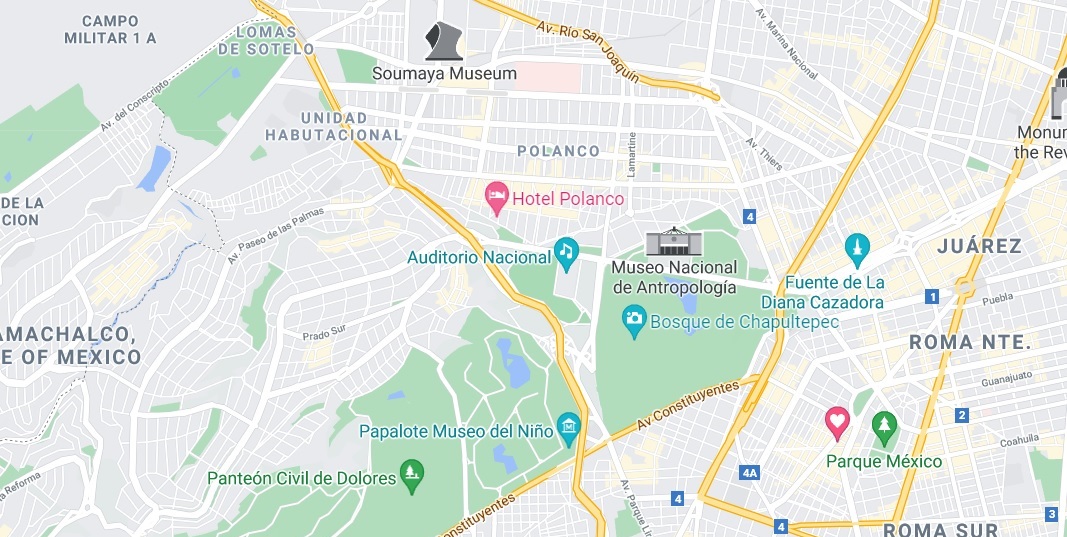 CAMPO
MILITAR 1 A
LOMAS
DE SOTELO
Av. Río San Joaquín
Av. Marina Nacional
Soumaya Museum
Av. del Conscripto
UNIDAD
HABUTACIONAL
POLANCO
Lamartine
Av. Thiers
Monum
the Rev
DE LA
CION
Hotel Polanco
Av. Paseo de las Palmas
4
Auditorio Nacional
Museo Nacional
de Antropología
JUÁREZ
Fuente de La
Diana Cazadora
1
Puebla
Bosque de Chapultepec
Prado Sur
AMACHALCO,
E OF MEXICO
ROMA NTE.
Guanajuato
Av Constituyentes
2
Papalote Museo del Niño
Coahuila
Parque México
Panteón Civil de Dolores
4A
a Reforma
4
Av. Parque Lir
onstituyentes
3
4
ROMA SUR